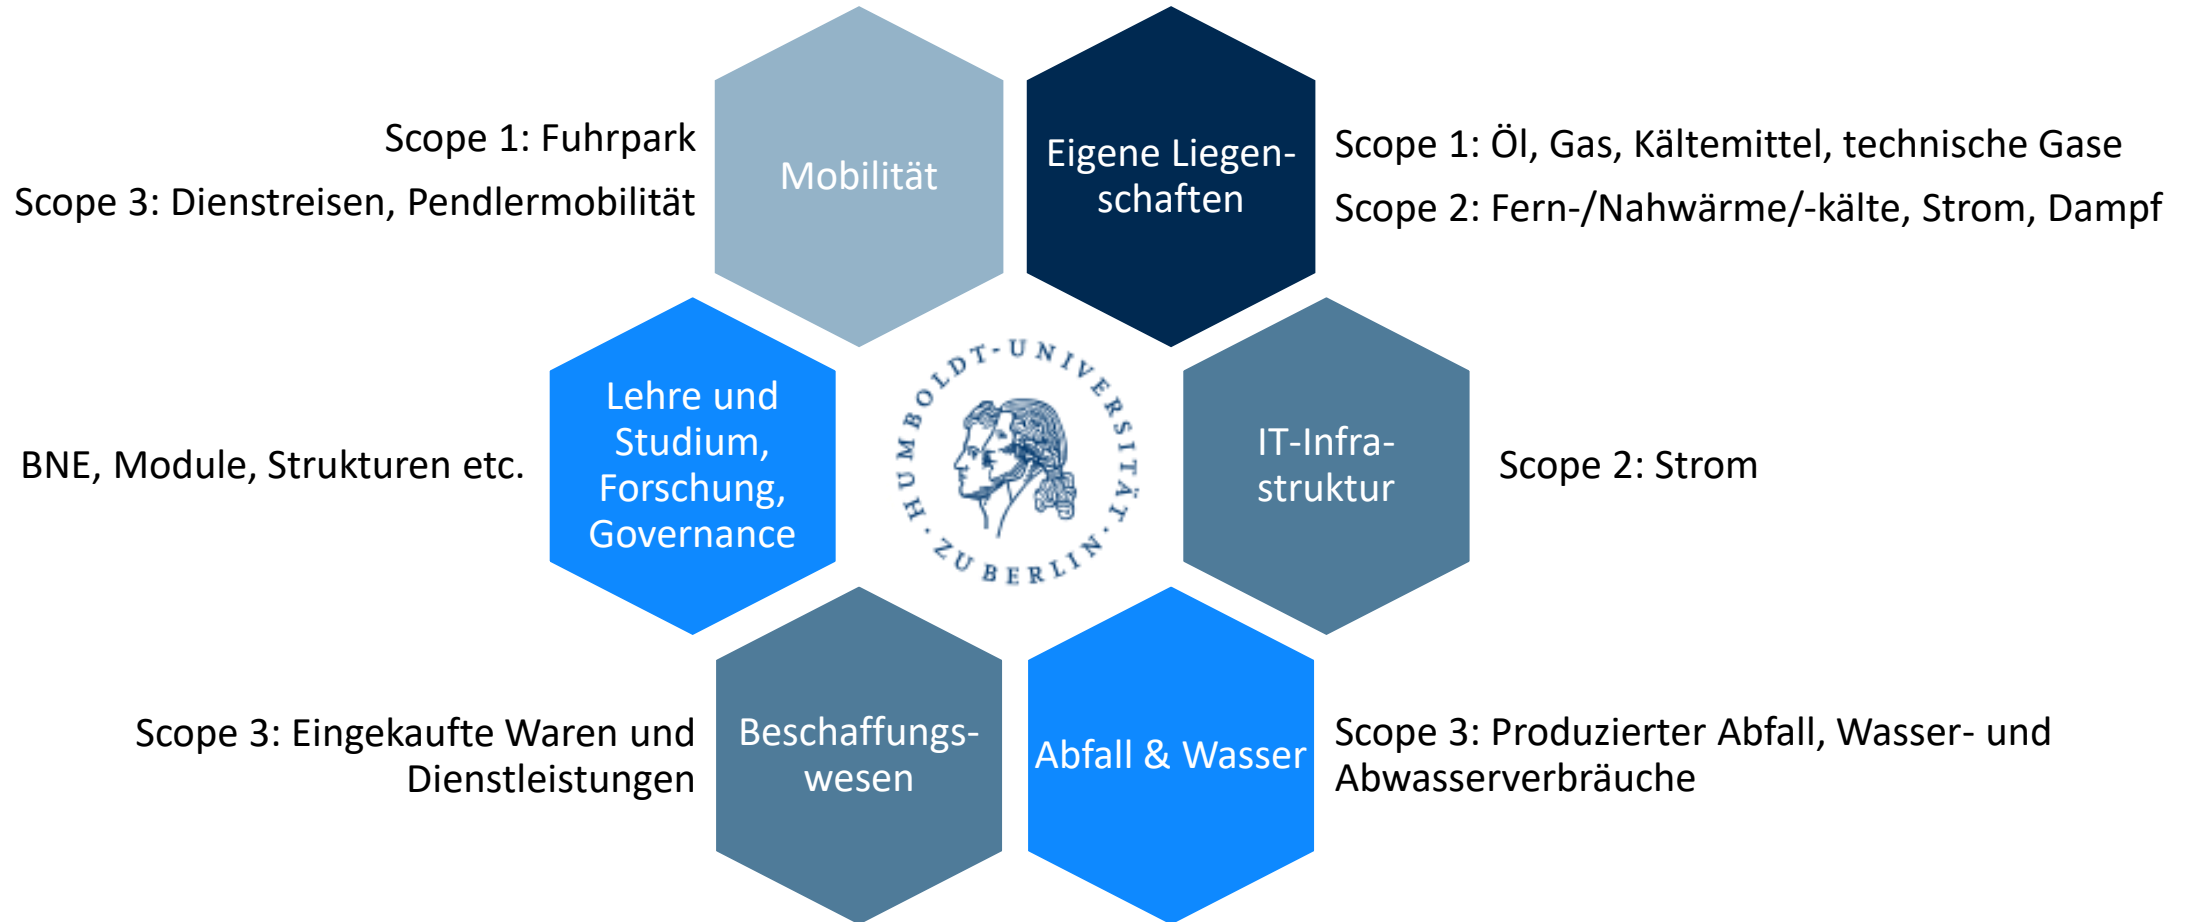 Scope 1: Fuhrpark
Scope 3: Dienstreisen, Pendlermobilität
Mobilität
Eigene Liegen-
schaften
Scope 1: Öl, Gas, Kältemittel, technische Gase
Scope 2: Fern-/Nahwärme/-kälte, Strom, Dampf
BNE, Module, Strukturen etc.
Lehre und
Studium,
Forschung,
Governance
HUMBOLDT-UNIVERSITÄT
· ZU BERLIN ·
IT-Infra-
struktur
Scope 2: Strom
Scope 3: Eingekaufte Waren und
Dienstleistungen
Beschaffungs-
wesen
Abfall & Wasser
Scope 3: Produzierter Abfall, Wasser- und
Abwasserverbräuche